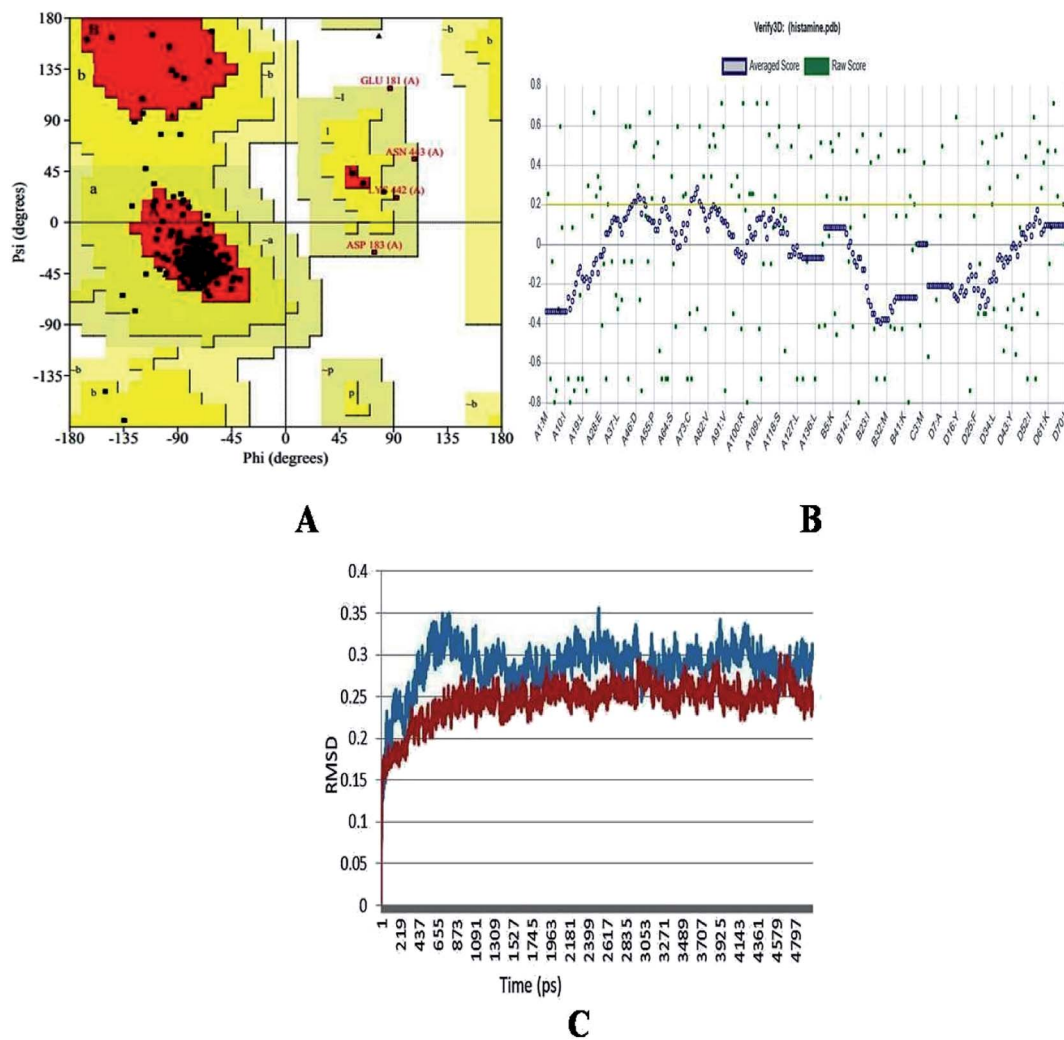 180
135
90
45
0
-45
-90
-135
Psi (degrees)
-180 -135 -90 -45 0 45 90 135 180
Phi (degrees)
B
b
~b
~b
b
GLU 181 (A)
~l
l
ASN 443 (A)
LYS 442 (A)
a
~a
ASP 183 (A)
~b
b
~b
~p
p
~b
A
Verify3D: (histamine.pdb)
Averaged Score Raw Score
0.8
0.6
0.4
0.2
0
-0.2
-0.4
-0.6
-0.8
A1:M A10:I A19:L A28:E A37:L A46:D A55:P A64:S A73:C A82:V A91:V A100:R A109:L A118:S A127:L A136:L B5:K B14:T B23:I B32:M B41:K C3:M D7:A D16:Y D25:F D34:L D43:Y D52:I D61:K D70:
B
0.4
0.35
0.3
0.25
0.2
0.15
0.1
0.05
0
RMSD
1 219 437 655 873 1091 1309 1527 1745 1963 2181 2399 2617 2835 3053 3271 3489 3707 3925 4143 4361 4579 4797
Time (ps)
C